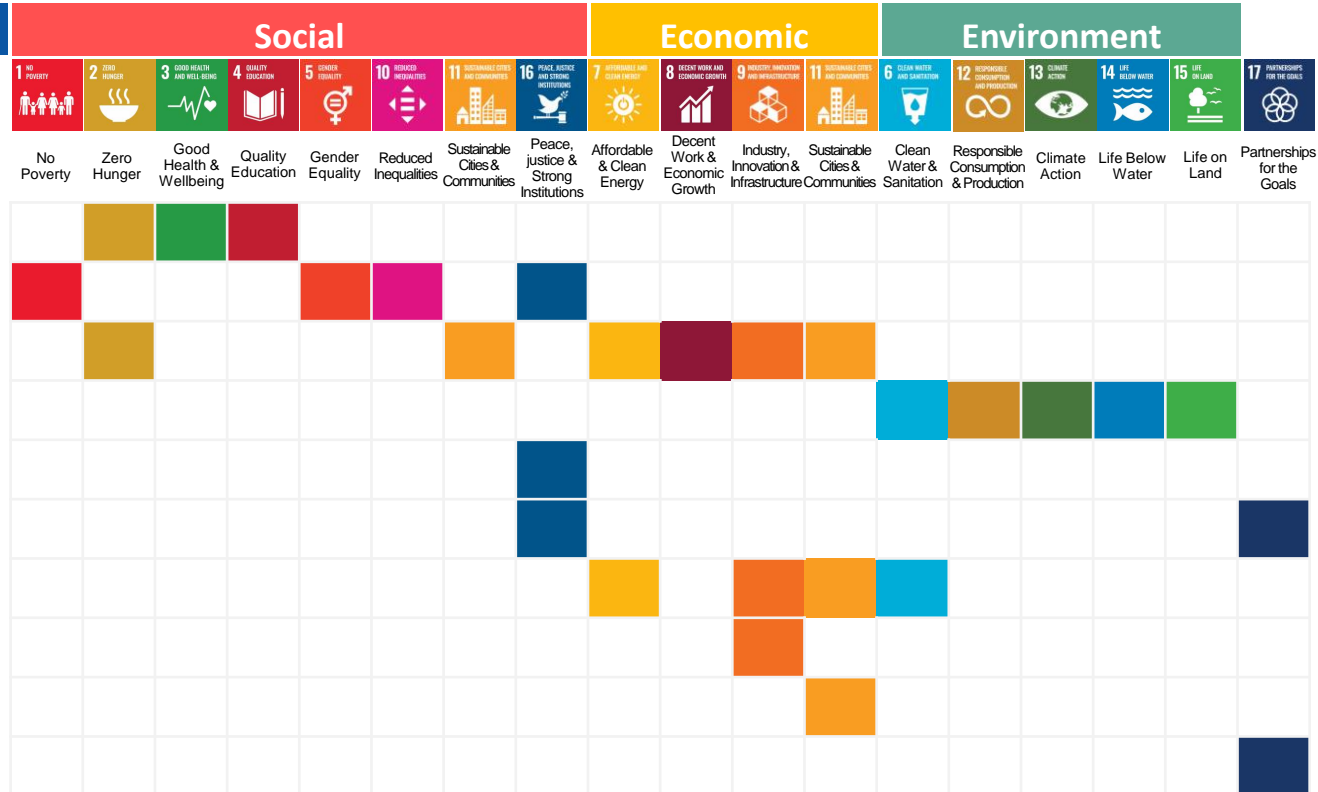 Social Economic Environment
1 NO POVERTY
2 ZERO HUNGER
3 GOOD HEALTH AND WELL-BEING
4 QUALITY EDUCATION
5 GENDER EQUALITY
10 REDUCED INEQUALITIES
11 SUSTAINABLE CITIES AND COMMUNITIES
16 PEACE, JUSTICE AND STRONG INSTITUTIONS
7 AFFORDABLE AND CLEAN ENERGY
8 DECENT WORK AND ECONOMIC GROWTH
9 INDUSTRY, INNOVATION AND INFRASTRUCTURE
11 SUSTAINABLE CITIES AND COMMUNITIES
6 CLEAN WATER AND SANITATION
12 RESPONSIBLE CONSUMPTION AND PRODUCTION
13 CLIMATE ACTION
14 LIFE BELOW WATER
15 LIFE ON LAND
17 PARTNERSHIPS FOR THE GOALS
No
Poverty
Zero
Hunger
Good
Health &
Wellbeing
Quality
Education
Gender
Equality
Reduced
Inequalities
Sustainable
Cities &
Communities
Peace,
justice &
Strong
Institutions
Affordable
& Clean
Energy
Decent
Work &
Economic
Growth
Industry,
Innovation &
Infrastructure
Sustainable
Cities &
Communities
Clean
Water &
Sanitation
Responsible
Consumption
& Production
Climate
Action
Life Below
Water
Life on
Land
Partnerships
for the
Goals